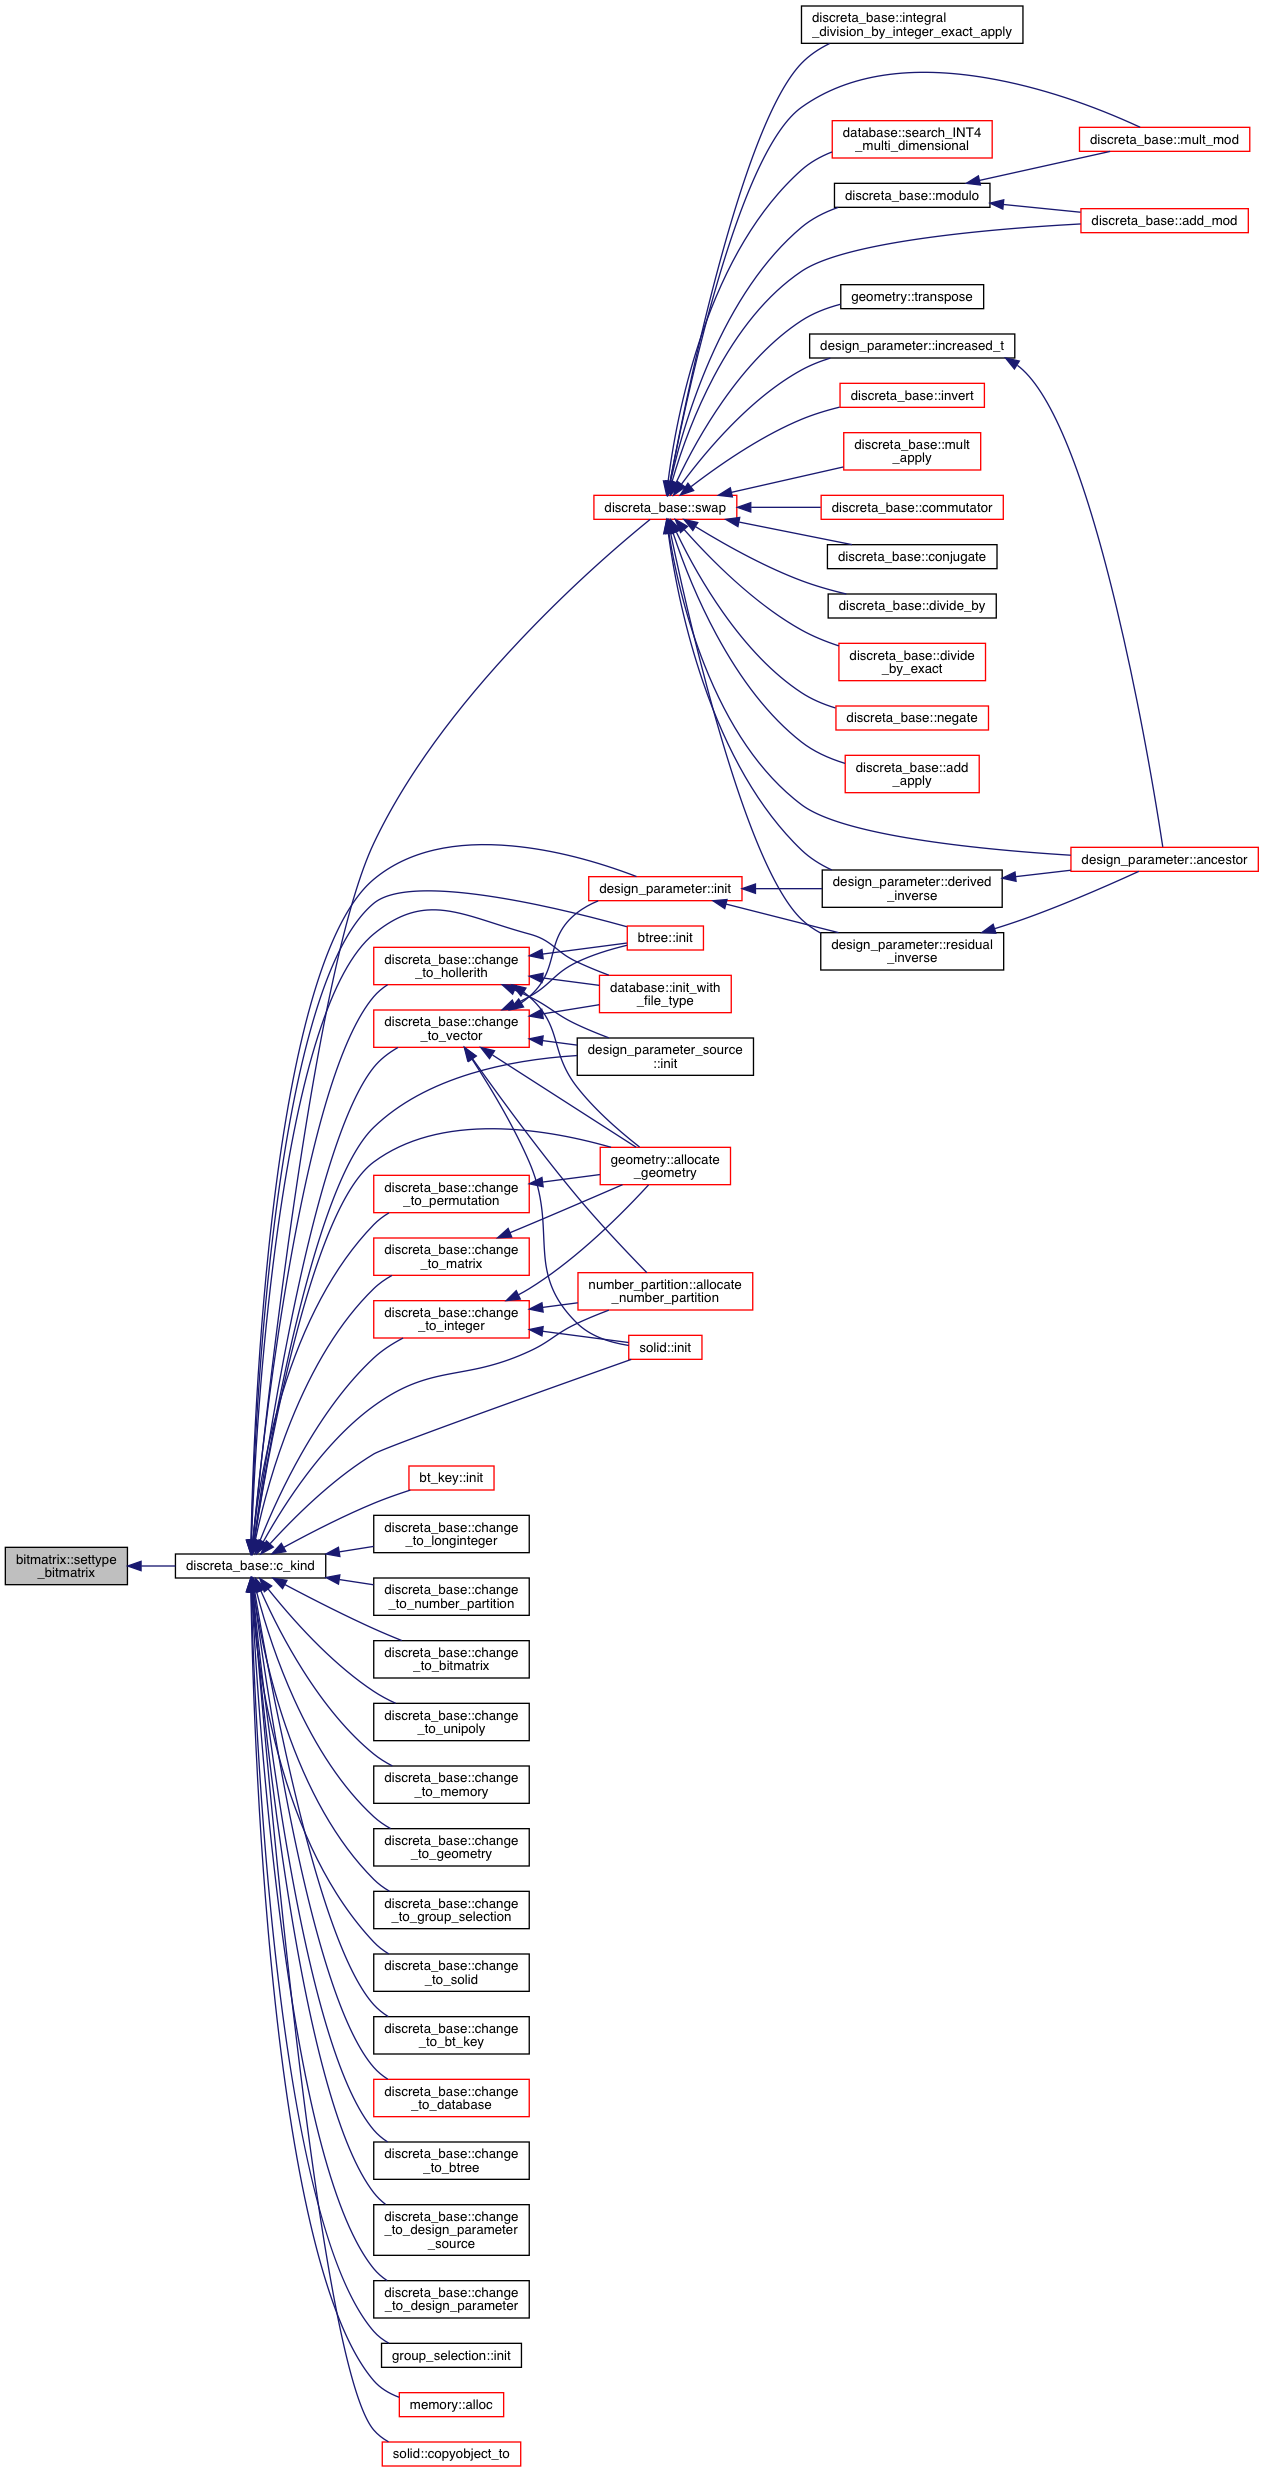 discreta_base::integral
_division_by_integer_exact_apply
database::search_INT4
_multi_dimensional
discreta_base::mult_mod
discreta_base::modulo
discreta_base::add_mod
geometry::transpose
design_parameter::increased_t
discreta_base::invert
discreta_base::mult
_apply
discreta_base::swap
discreta_base::commutator
discreta_base::conjugate
discreta_base::divide_by
discreta_base::divide
_by_exact
discreta_base::negate
discreta_base::add
_apply
design_parameter::ancestor
design_parameter::init
design_parameter::derived
_inverse
btree::init
design_parameter::residual
_inverse
discreta_base::change
_to_hollerith
database::init_with
_file_type
discreta_base::change
_to_vector
design_parameter_source
::init
geometry::allocate
_geometry
discreta_base::change
_to_permutation
discreta_base::change
_to_matrix
number_partition::allocate
_number_partition
discreta_base::change
_to_integer
solid::init
bt_key::init
discreta_base::change
_to_longinteger
bitmatrix::settype
_bitmatrix
discreta_base::c_kind
discreta_base::change
_to_number_partition
discreta_base::change
_to_bitmatrix
discreta_base::change
_to_unipoly
discreta_base::change
_to_memory
discreta_base::change
_to_geometry
discreta_base::change
_to_group_selection
discreta_base::change
_to_solid
discreta_base::change
_to_bt_key
discreta_base::change
_to_database
discreta_base::change
_to_btree
discreta_base::change
_to_design_parameter
_source
discreta_base::change
_to_design_parameter
group_selection::init
memory::alloc
solid::copyobject_to